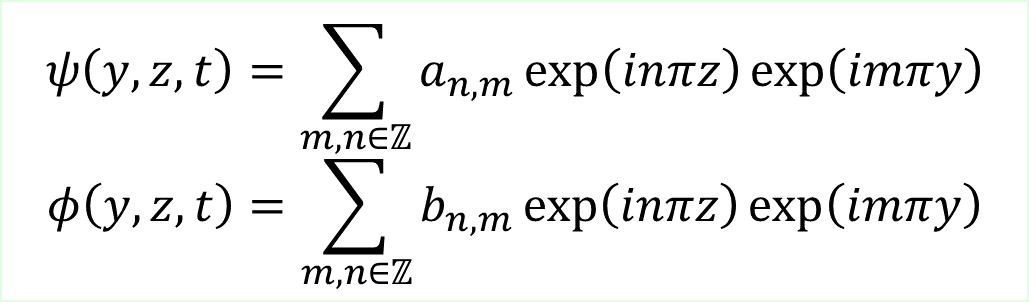 ψ(y, z, t) = ∑_{m,n∈ℤ} a_{n,m} exp(inπz) exp(imπy)
ϕ(y, z, t) = ∑_{m,n∈ℤ} b_{n,m} exp(inπz) exp(imπy)